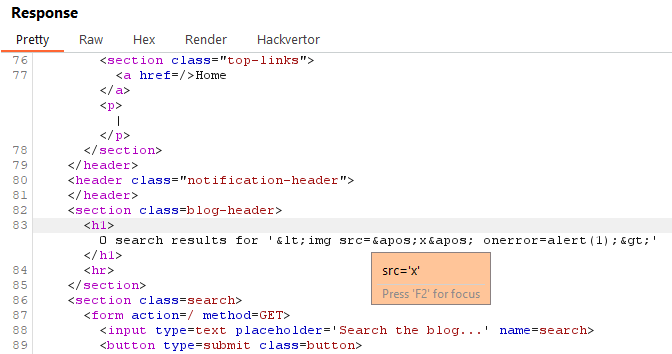 Response
Pretty Raw Hex Render Hackvertor
76 <section class="top-links">
77 <a href=/>Home
</a>
<p>
|
</p>
78 </section>
79 </header>
80 <header class="notification-header">
81 </header>
82 <section class=blog-header>
83 <h1>
0 search results for '&lt;img src=&apos;x&apos; onerror=alert(1);&gt;'
</h1>
84 <hr>
85 </section>
86 <section class=search>
87 <form action=/ method=GET>
88 <input type=text placeholder='Search the blog...' name=search>
89 <button type=submit class=button>
src='x'
Press 'F2' for focus